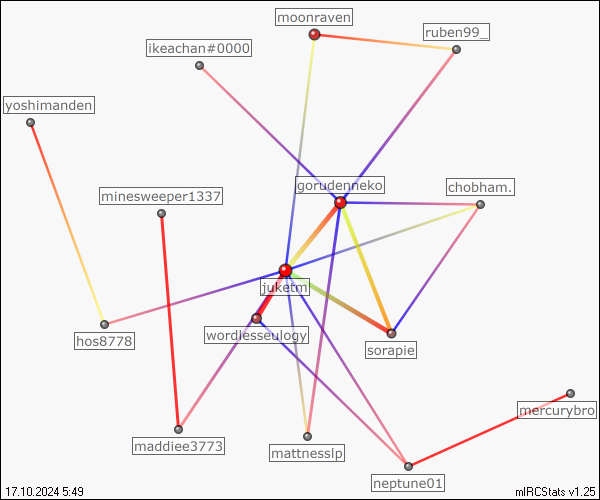 moonraven
ruben99_
ikeachan#0000
yoshimanden
gorudenneko
chobham.
minesweeper1337
juketm
wordlesseulogy
hos8778
sorapie
mercurybro
maddiee3773
mattnesslp
neptune01
17.10.2024 5:49
mIRCStats v1.25